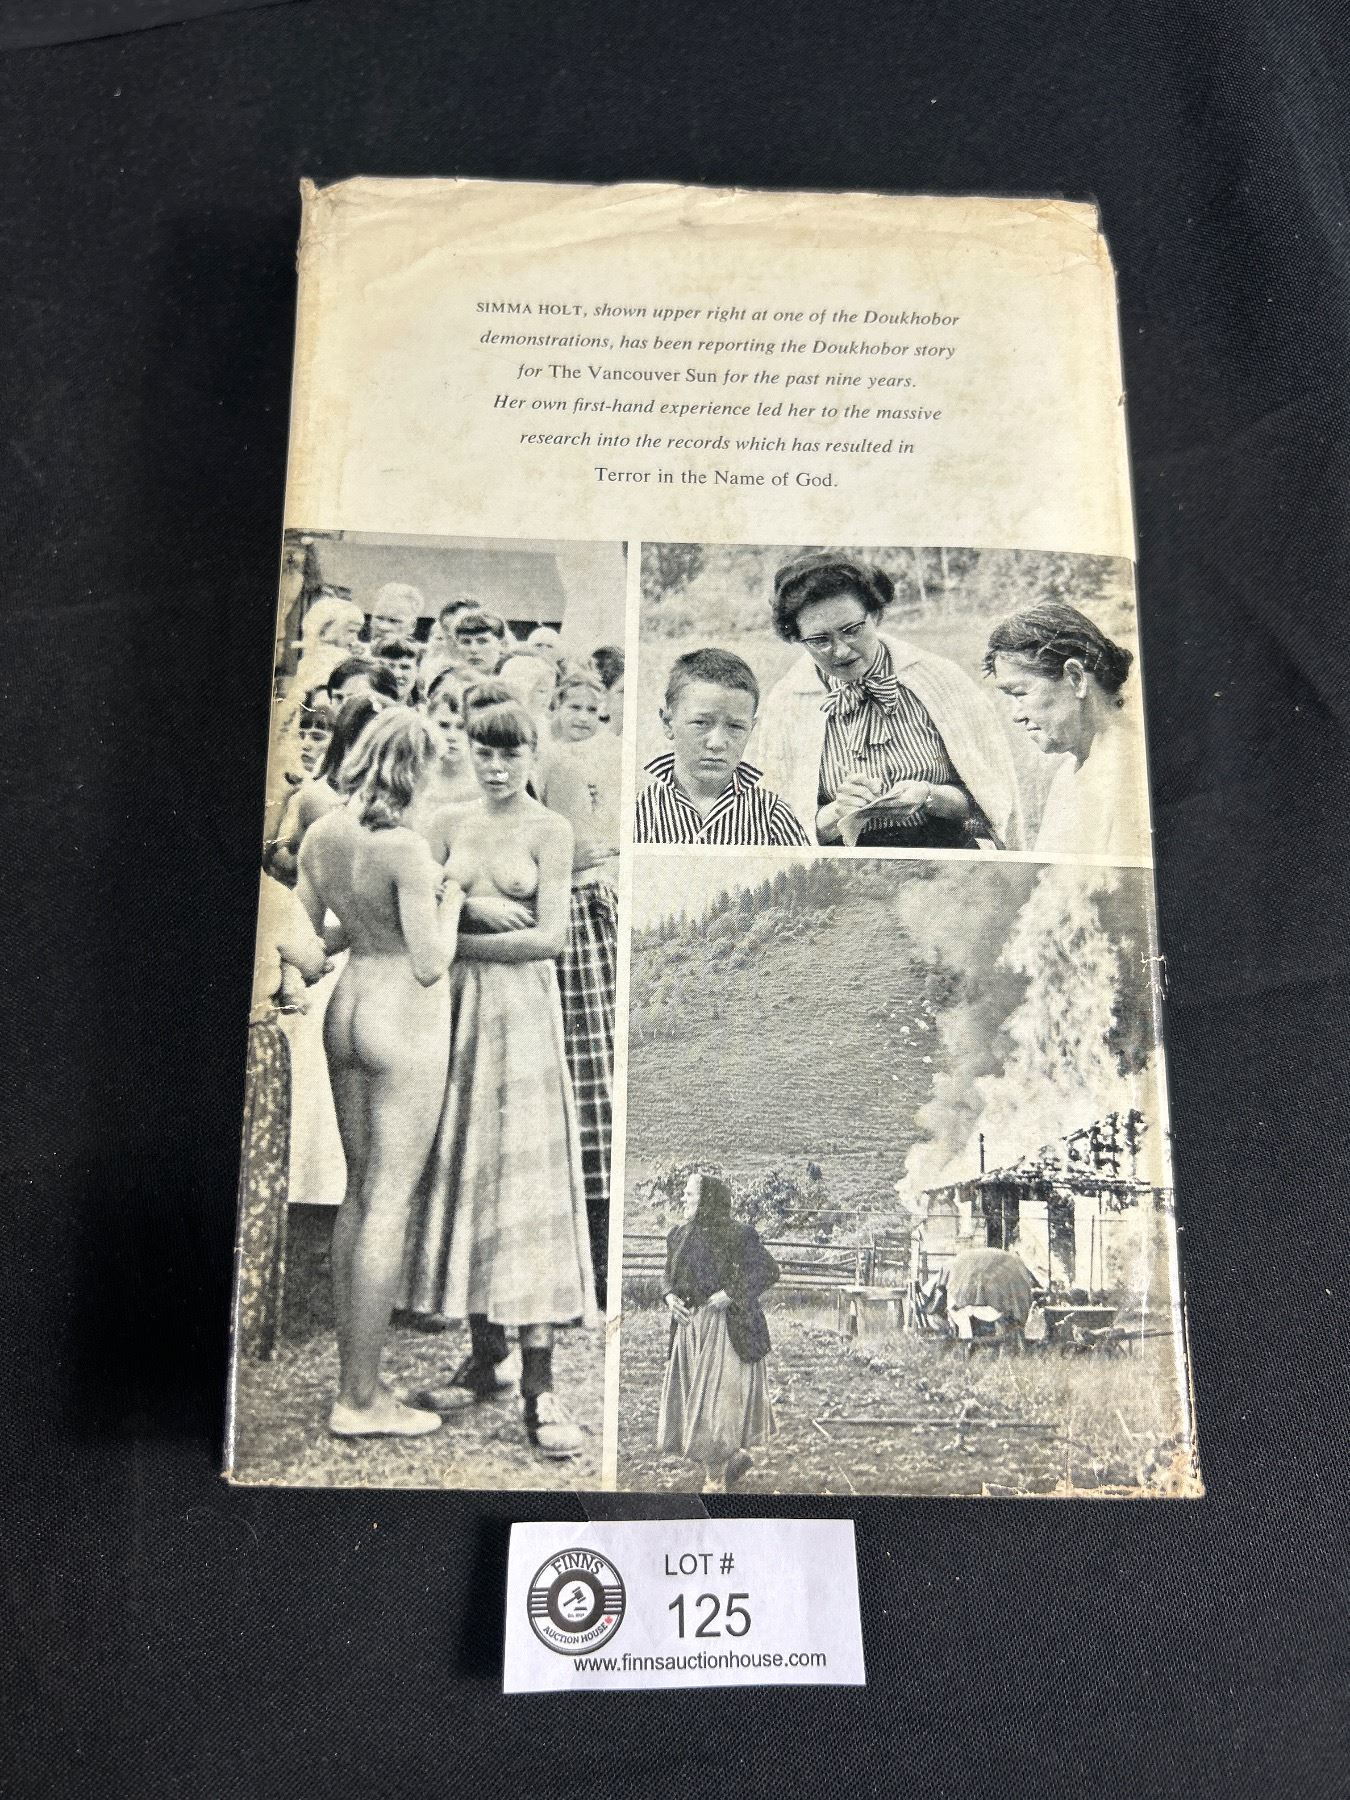 SIMMA HOLT, shown upper right at one of the Doukhobor
demonstrations, has been reporting the Doukhobor story
for The Vancouver Sun for the past nine years.
Her own first-hand experience led her to the massive
research into the records which has resulted in
Terror in the Name of God.
FINNS
AUCTION HOUSE
LOT #
125
www.finnsauctionhouse.com